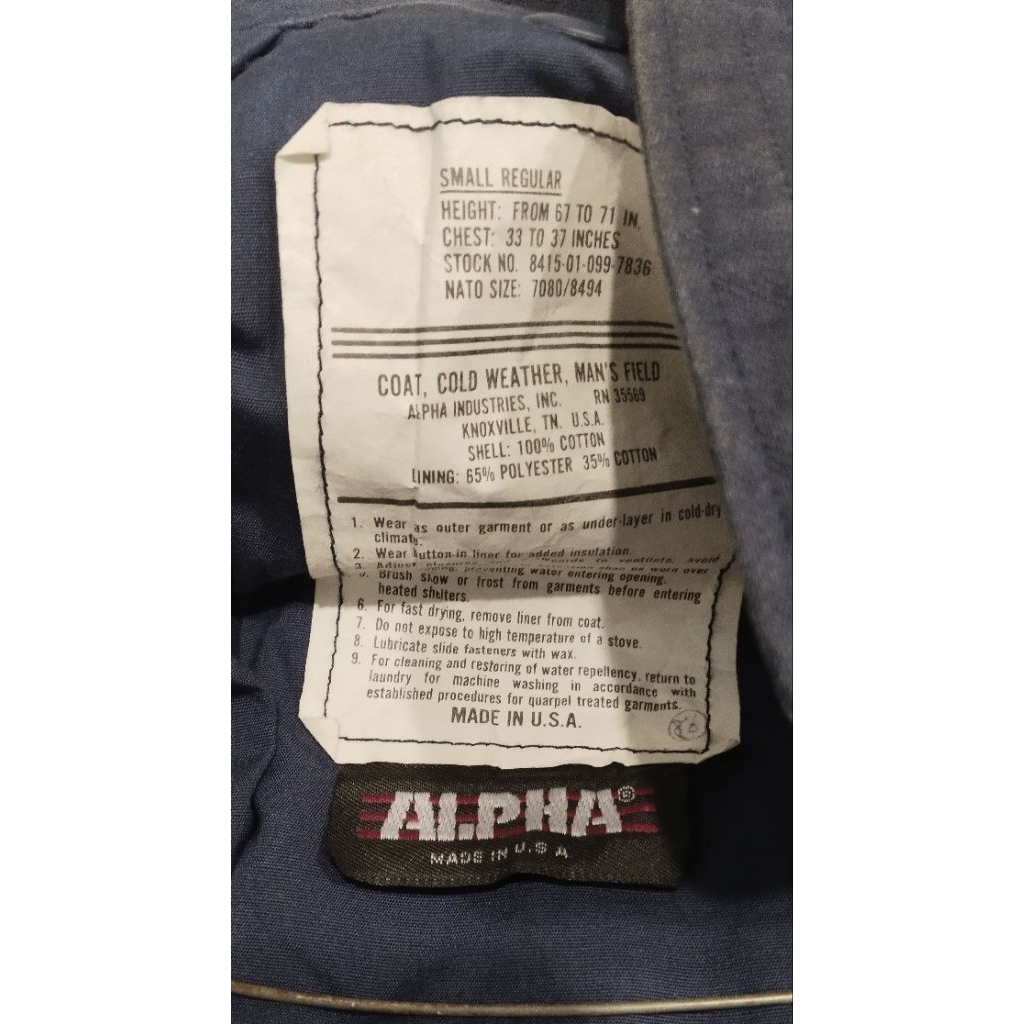 SMALL REGULAR
HEIGHT: FROM 67 TO 71 IN.
CHEST: 33 TO 37 INCHES
STOCK NO. 8415-01-099-7836
NATO SIZE: 7080/8494
COAT, COLD WEATHER, MAN'S FIELD
ALPHA INDUSTRIES, INC. RN 35569
KNOXVILLE, TN. U.S.A.
SHELL: 100% COTTON
LINING: 65% POLYESTER 35% COTTON
1. Wear as outer garment or as under-layer in cold-dry
climate.
2. Wear button-in liner for added insulation.
3. Adjust to ventilate, avoid
preventing water entering opening.
Brush snow or frost from garments before entering
heated shelters.
6. For fast drying, remove liner from coat.
7. Do not expose to high temperature of a stove.
8. Lubricate slide fasteners with wax.
9. For cleaning and restoring of water repellency, return to
laundry for machine washing in accordance with
established procedures for quarpel treated garments.
MADE IN U.S.A.
ALPHA®
MADE IN U.S.A